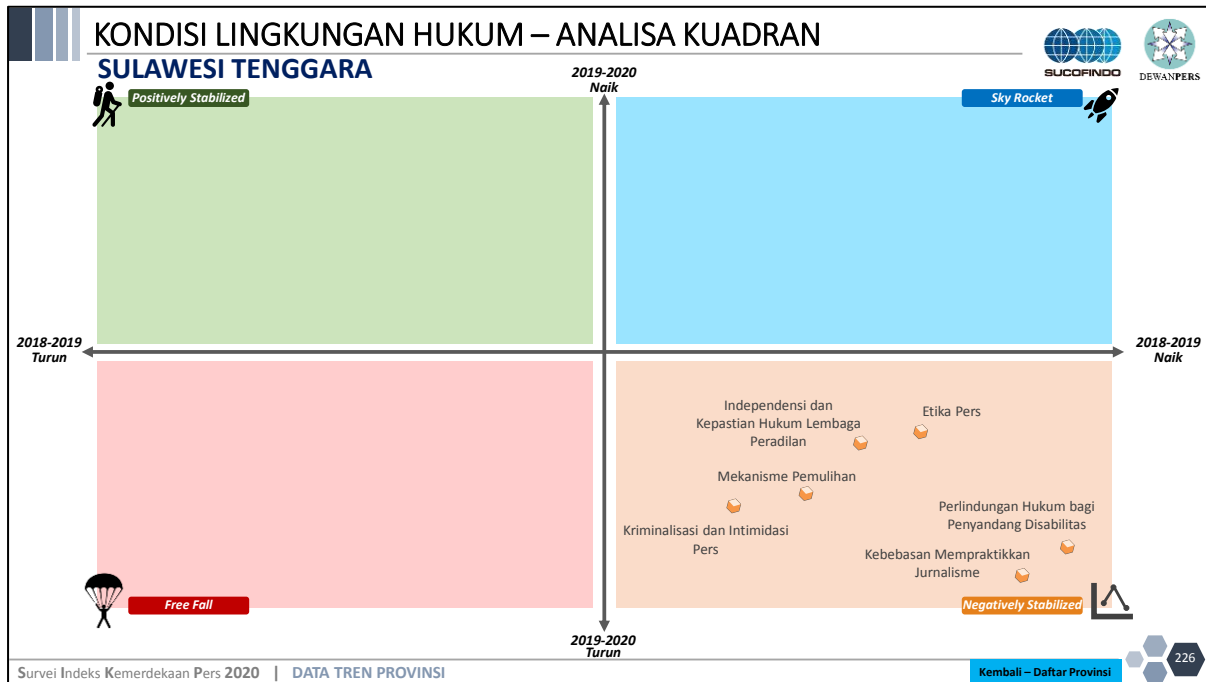 KONDISI LINGKUNGAN HUKUM – ANALISA KUADRAN
SULAWESI TENGGARA
SUCOFINDO
DEWANPERS
2019-2020
Naik
Positively Stabilized
Sky Rocket
2018-2019
Turun
2018-2019
Naik
Independensi dan
Kepastian Hukum Lembaga
Peradilan
Etika Pers
Mekanisme Pemulihan
Kriminalisasi dan Intimidasi
Pers
Perlindungan Hukum bagi
Penyandang Disabilitas
Kebebasan Mempraktikkan
Jurnalisme
Free Fall
Negatively Stabilized
2019-2020
Turun
Survei Indeks Kemerdekaan Pers 2020 | DATA TREN PROVINSI
Kembali – Daftar Provinsi
226